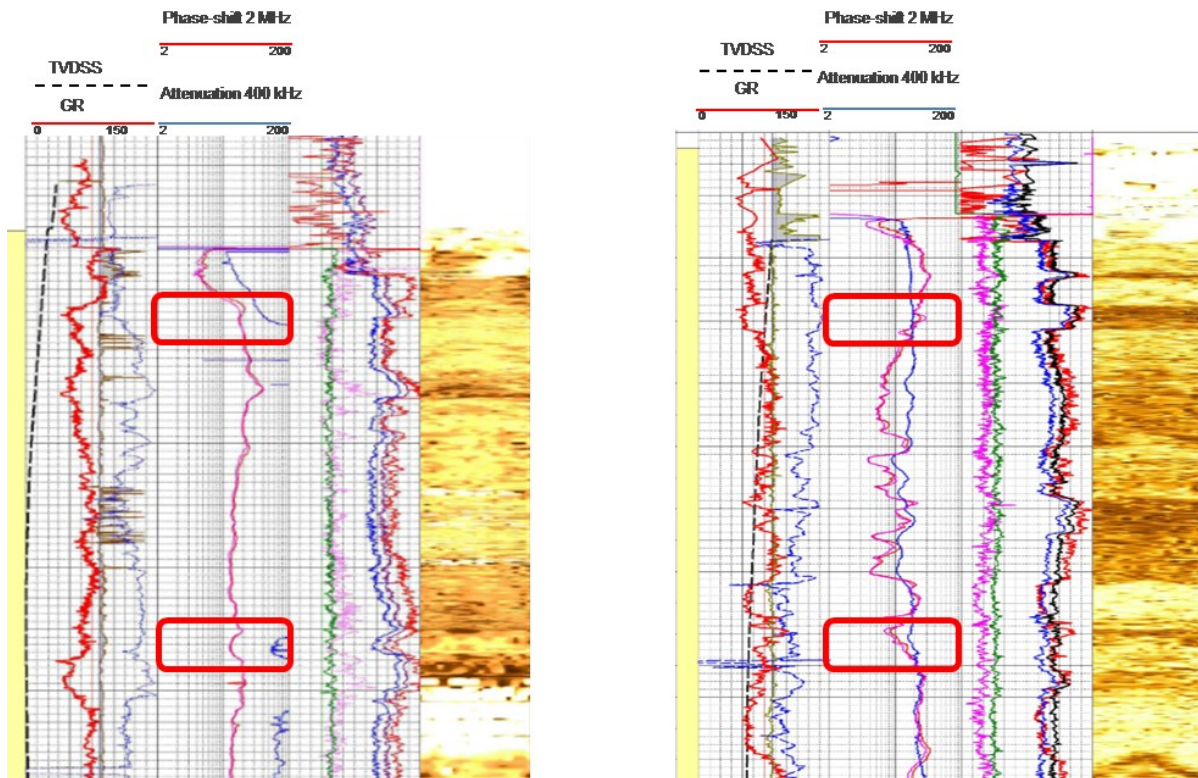 Phase-shift 2 MHz
2 200
TVDSS
Attenuation 400 kHz
GR
0 150 2 200
Phase-shift 2 MHz
2 200
TVDSS
Attenuation 400 kHz
GR
0 150 2 200